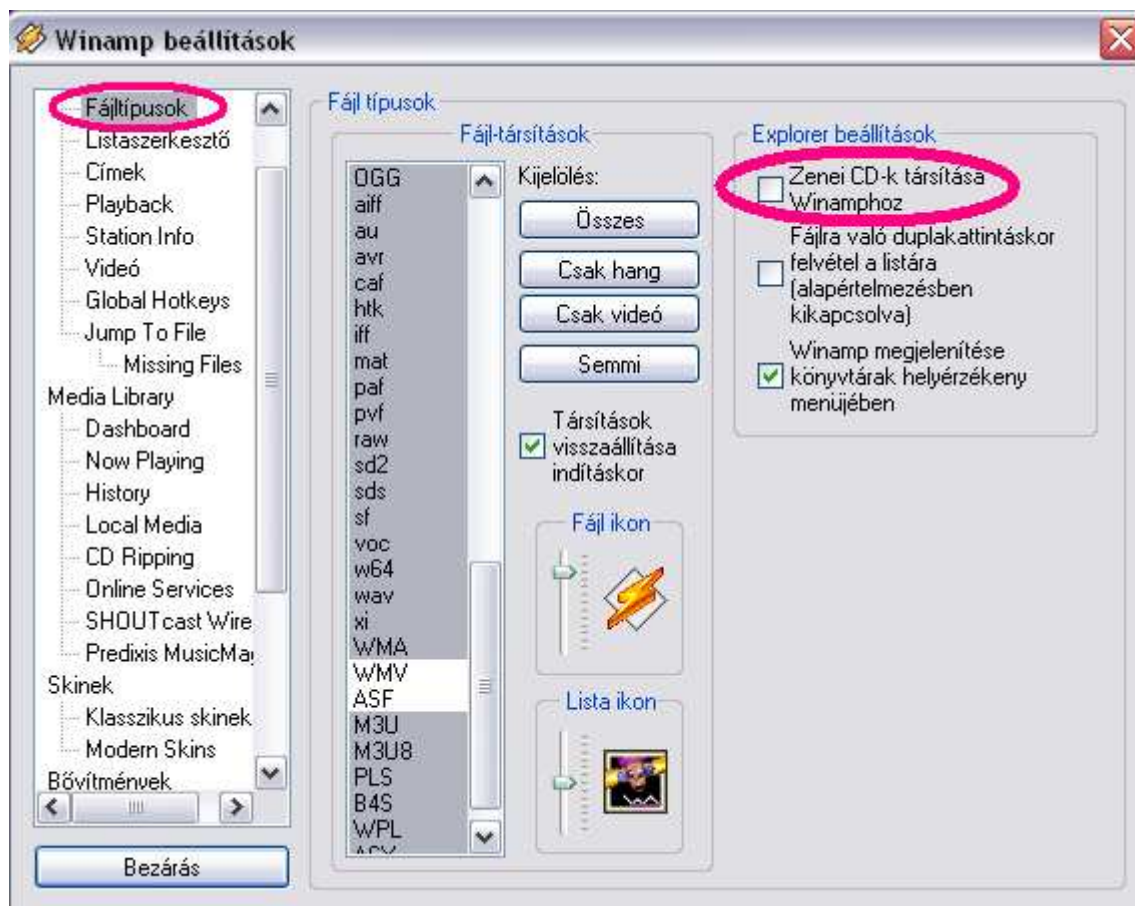 Winamp beállítások
Fájltípusok
Listaszerkesztő
Címek
Playback
Station Info
Videó
Global Hotkeys
Jump To File
Missing Files
Media Library
Dashboard
Now Playing
History
Local Media
CD Ripping
Online Services
SHOUTcast Wire
Predixis MusicMa
Skinek
Klasszikus skinek
Modern Skins
Bővítmények
Bezárás
Fájl típusok
Fájl-társítások
OGG
aiff
au
avr
caf
htk
iff
mat
paf
pvf
raw
sd2
sds
sf
voc
w64
wav
xi
WMA
WMV
ASF
M3U
M3U8
PLS
B4S
WPL
Kijelölés:
Összes
Csak hang
Csak videó
Semmi
Társítások
visszaállítása
indításkor
Fájl ikon
Lista ikon
Explorer beállítások
Zenei CD-k társítása
Winamphoz
Fájlra való duplakattintáskor
felvétel a listára
(alapértelmezésben
kikapcsolva)
Winamp megjelenítése
könyvtárak helyérzékeny
menüjében